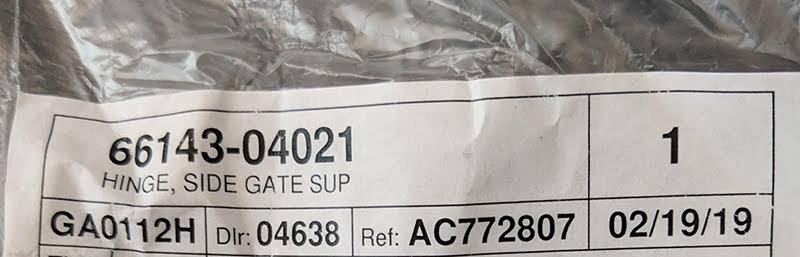 66143-04021 1
HINGE, SIDE GATE SUP
GA0112H Dlr: 04638 Ref: AC772807 02/19/19